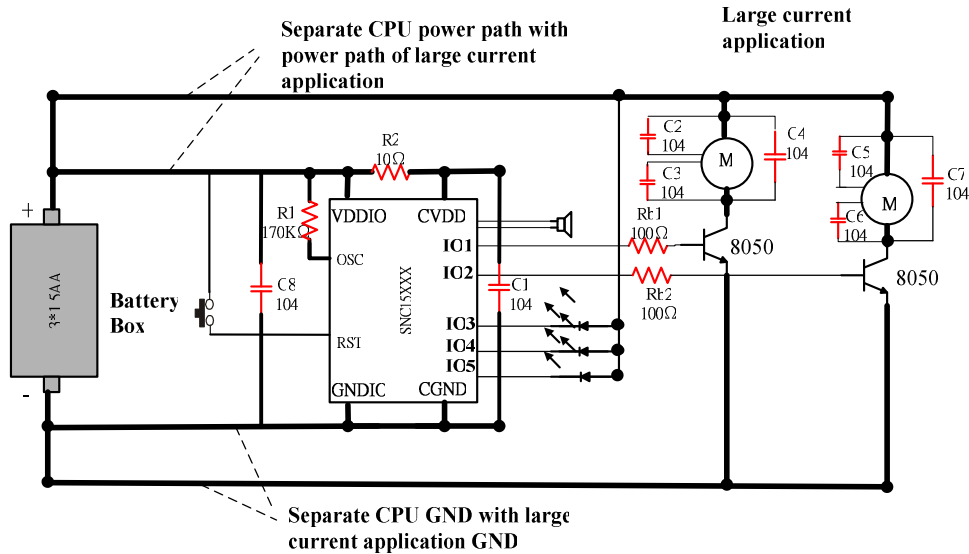 Separate CPU power path with
power path of large current
application
Large current
application
R2
10Ω
C2
104
C4
104
C3
104
M
C5
104
C7
104
C6
104
M
+
VDDIO
CVDD
R1
170KΩ
OSC
IO1
Rb1
100Ω
8050
IO2
Rb2
100Ω
8050
3*1.5AA
Battery
Box
C8
104
SNC15XXX
C1
104
IO3
RST
IO4
IO5
GNDIC
CGND
-
Separate CPU GND with large
current application GND